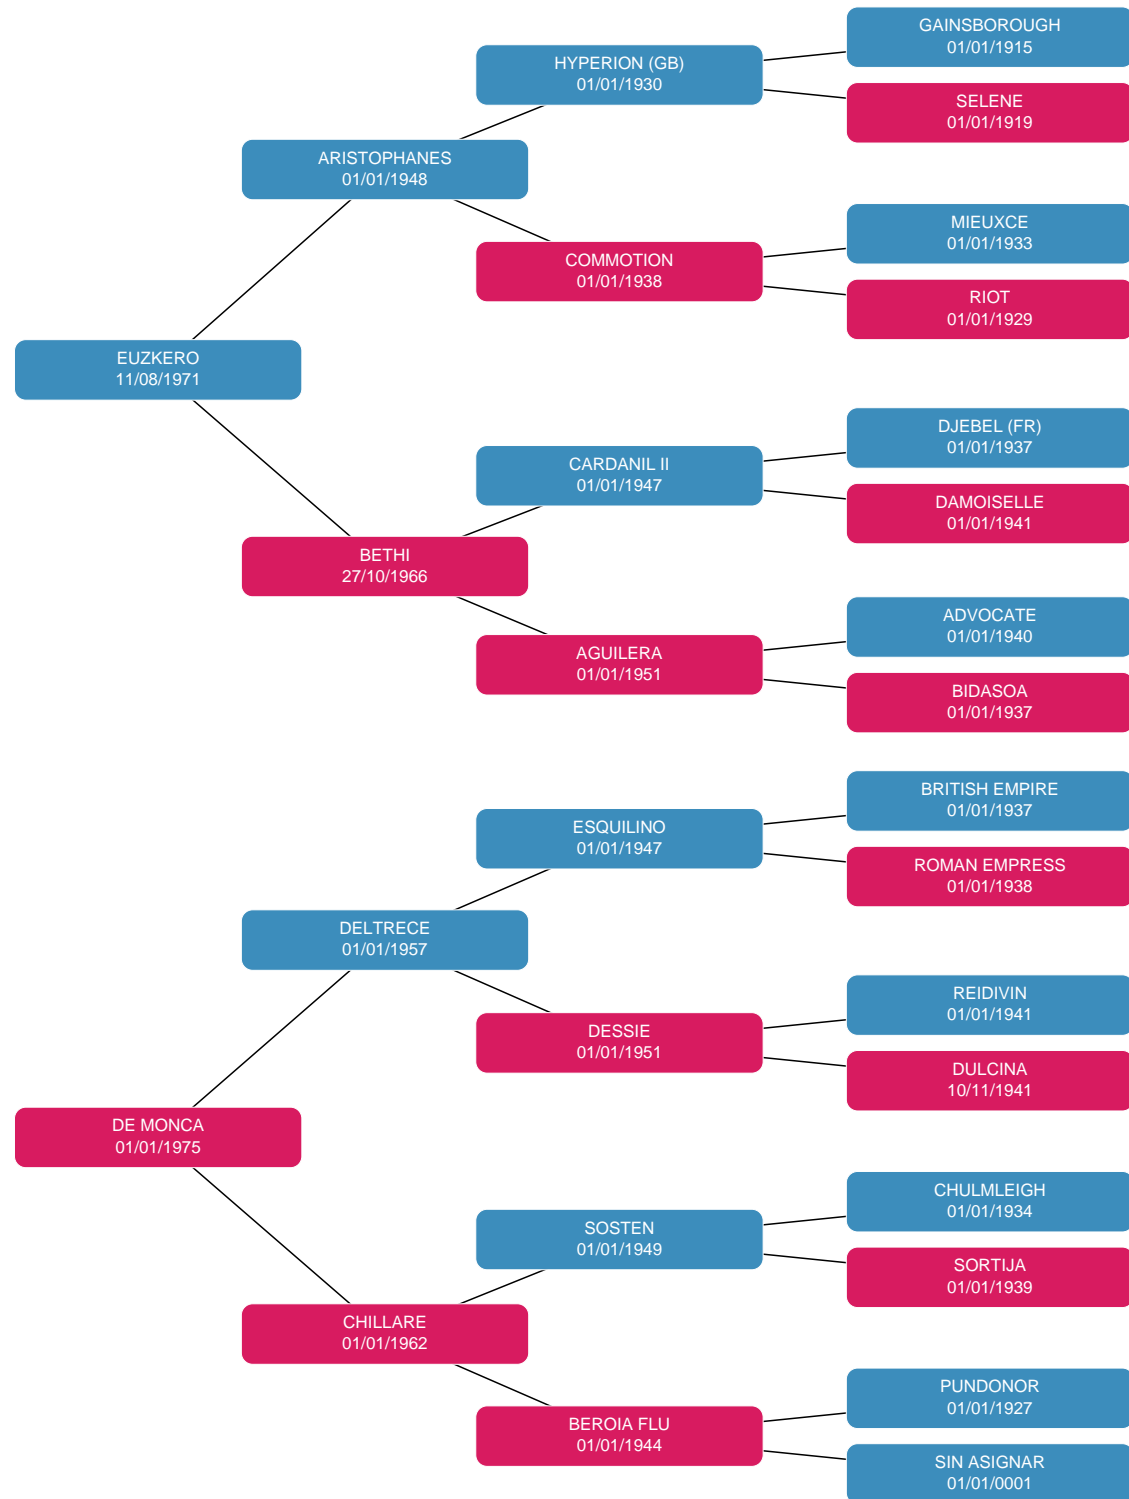 GAINSBOROUGH
01/01/1915
HYPERION (GB)
01/01/1930
SELENE
01/01/1919
ARISTOPHANES
01/01/1948
MIEUXCE
01/01/1933
COMMOTION
01/01/1938
RIOT
01/01/1929
EUZKERO
11/08/1971
DJEBEL (FR)
01/01/1937
CARDANIL II
01/01/1947
DAMOISELLE
01/01/1941
BETHI
27/10/1966
ADVOCATE
01/01/1940
AGUILERA
01/01/1951
BIDASOA
01/01/1937
BRITISH EMPIRE
01/01/1937
ESQUILINO
01/01/1947
ROMAN EMPRESS
01/01/1938
DELTRECE
01/01/1957
REIDIVIN
01/01/1941
DESSIE
01/01/1951
DULCINA
10/11/1941
DE MONCA
01/01/1975
CHULMLEIGH
01/01/1934
SOSTEN
01/01/1949
SORTIJA
01/01/1939
CHILLARE
01/01/1962
PUNDONOR
01/01/1927
BEROIA FLU
01/01/1944
SIN ASIGNAR
01/01/0001